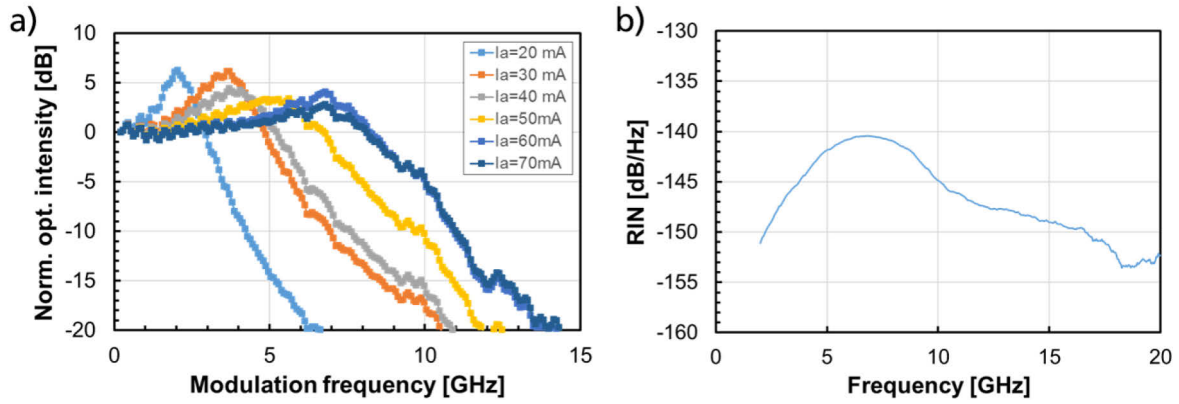 a)
Norm. opt. intensity [dB]
10
5
0
-5
-10
-15
-20
Ia=20 mA
Ia=30 mA
Ia=40 mA
Ia=50mA
Ia=60mA
Ia=70mA
0 5 10 15
Modulation frequency [GHz]
b)
RIN [dB/Hz]
-130
-135
-140
-145
-150
-155
-160
0 5 10 15 20
Frequency [GHz]